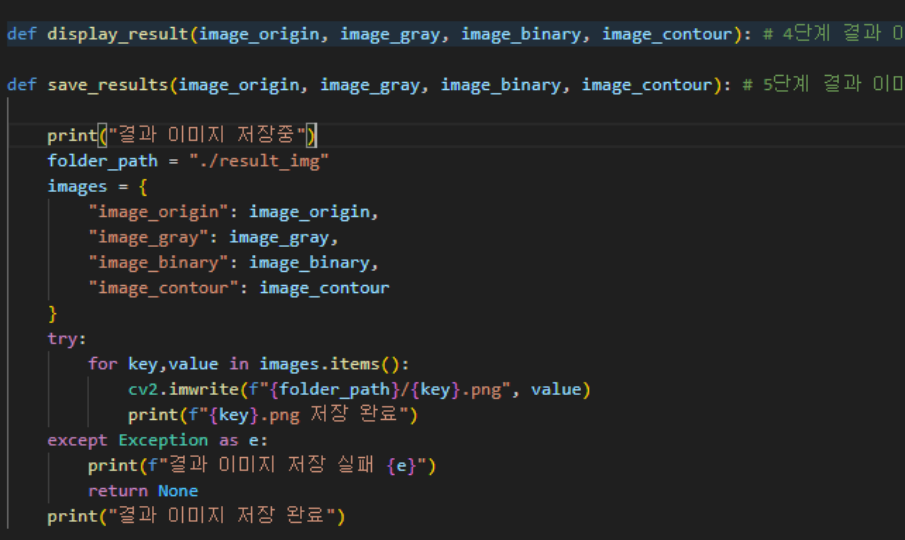 def display_result(image_origin, image_gray, image_binary, image_contour): # 4단계 결과
def save_results(image_origin, image_gray, image_binary, image_contour): # 5단계 결과
print("결과 이미지 저장중")
folder_path = "./result_img"
images = {
"image_origin": image_origin,
"image_gray": image_gray,
"image_binary": image_binary,
"image_contour": image_contour
}
try:
for key,value in images.items():
cv2.imwrite(f"{folder_path}/{key}.png", value)
print(f"{key}.png 저장 완료")
except Exception as e:
print(f"결과 이미지 저장 실패 {e}")
return None
print("결과 이미지 저장 완료")